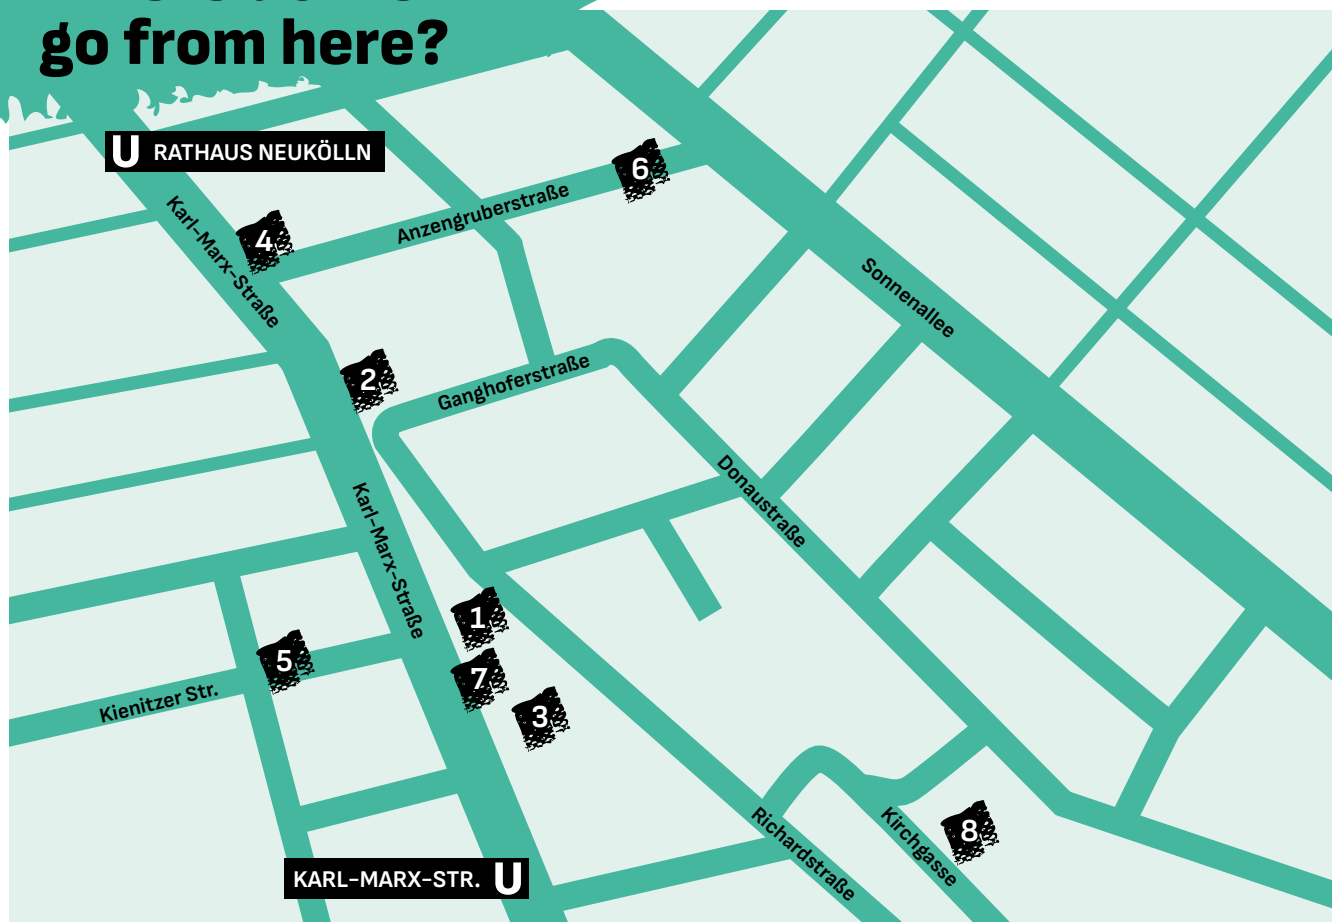 go from here?
U RATHAUS NEUKÖLLN
6
Karl-Marx-Straße
Anzengruberstraße
4
Sonnenallee
2
Ganghoferstraße
Donaustraße
Karl-Marx-Straße
1
5
7
Kienitzer Str.
3
Richardstraße
Kirchgasse
8
KARL-MARX-STR. U